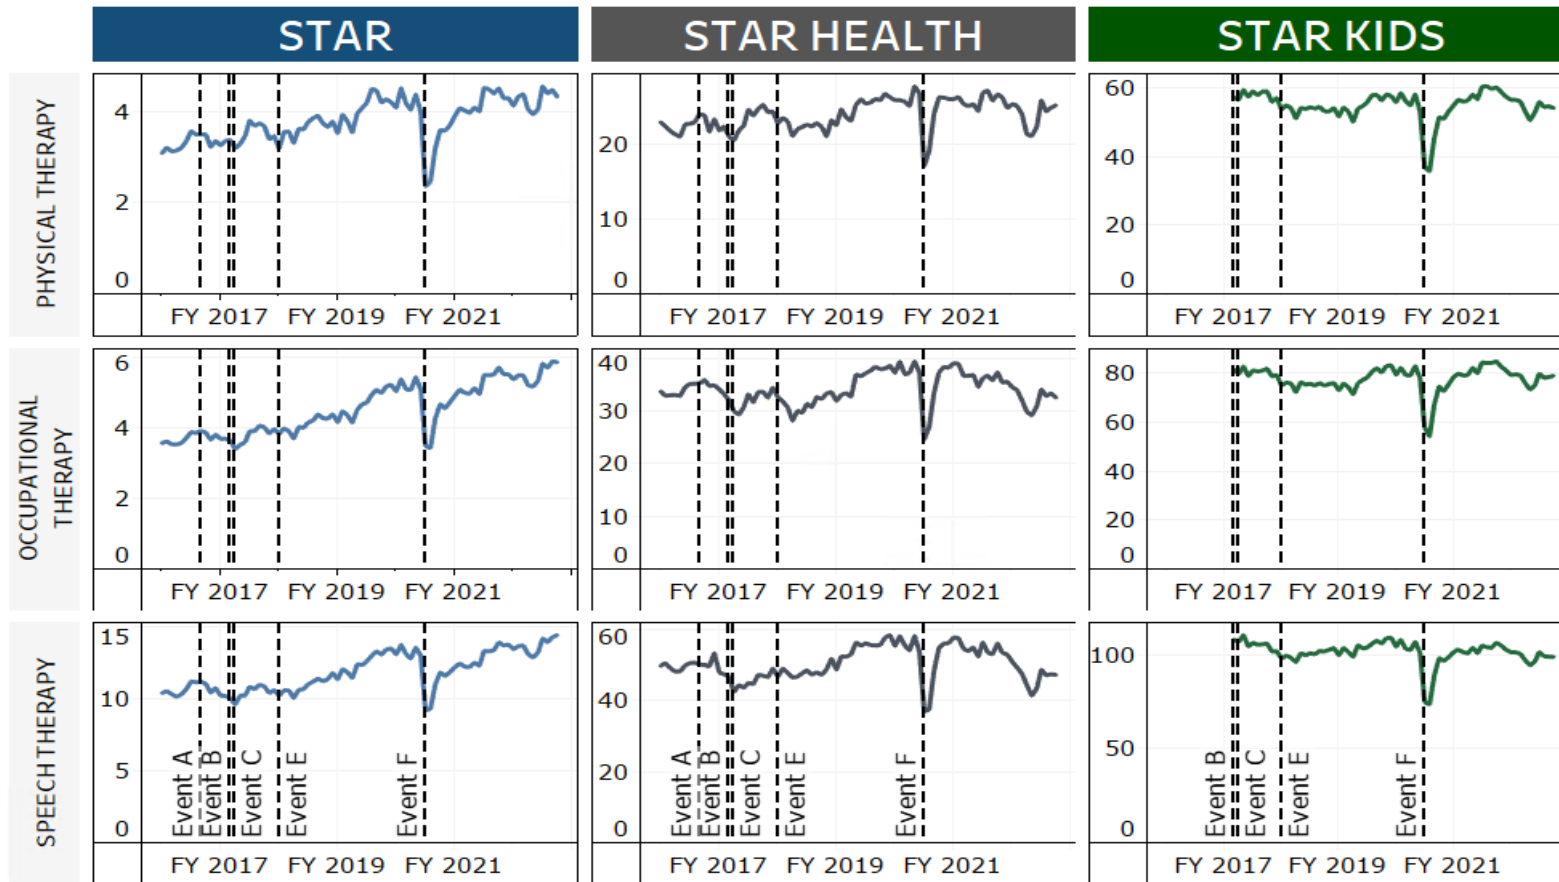 STAR
STAR HEALTH
STAR KIDS
PHYSICAL THERAPY
4
2
0
FY 2017 FY 2019 FY 2021
20
10
0
FY 2017 FY 2019 FY 2021
60
40
20
0
FY 2017 FY 2019 FY 2021
OCCUPATIONAL
THERAPY
6
4
2
0
FY 2017 FY 2019 FY 2021
40
30
20
10
0
FY 2017 FY 2019 FY 2021
80
60
40
20
0
FY 2017 FY 2019 FY 2021
SPEECH THERAPY
15
10
5
0
Event A
Event B
Event C
Event E
Event F
FY 2017 FY 2019 FY 2021
60
40
20
0
Event A
Event B
Event C
Event E
Event F
FY 2017 FY 2019 FY 2021
100
50
0
Event B
Event C
Event E
Event F
FY 2017 FY 2019 FY 2021